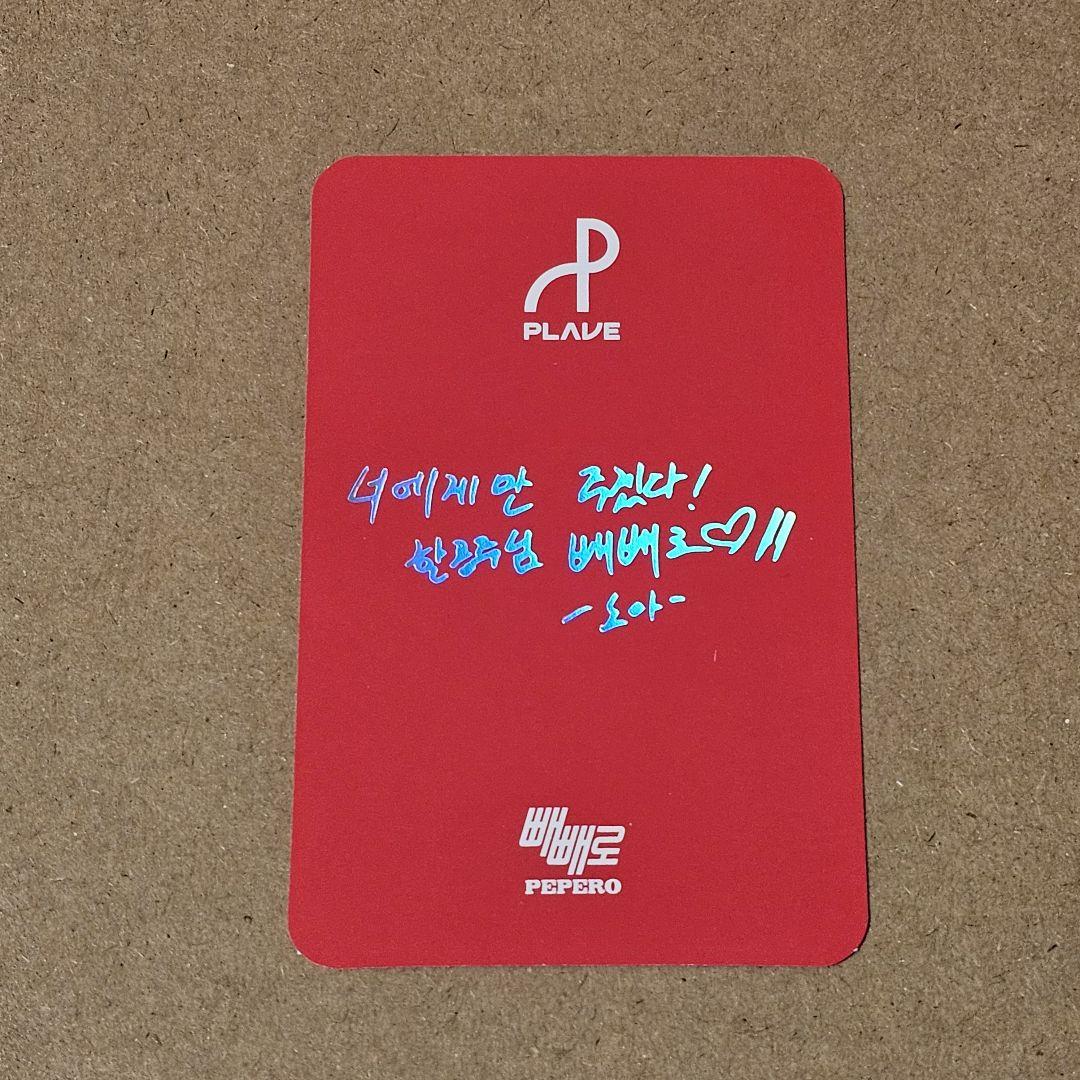 PLAVE
너에게만 주겠다!
한공주님 빼빼로♡
-노아-
빼빼로
PEPERO